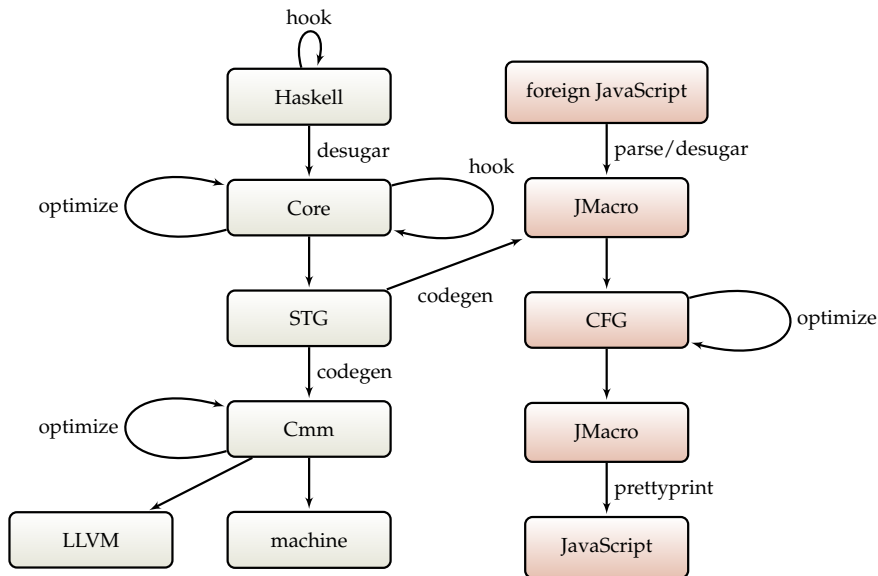 hook
Haskell
foreign JavaScript
desugar
parse/desugar
hook
optimize
Core
JMacro
codegen
STG
CFG
optimize
codegen
optimize
Cmm
JMacro
prettyprint
LLVM
machine
JavaScript